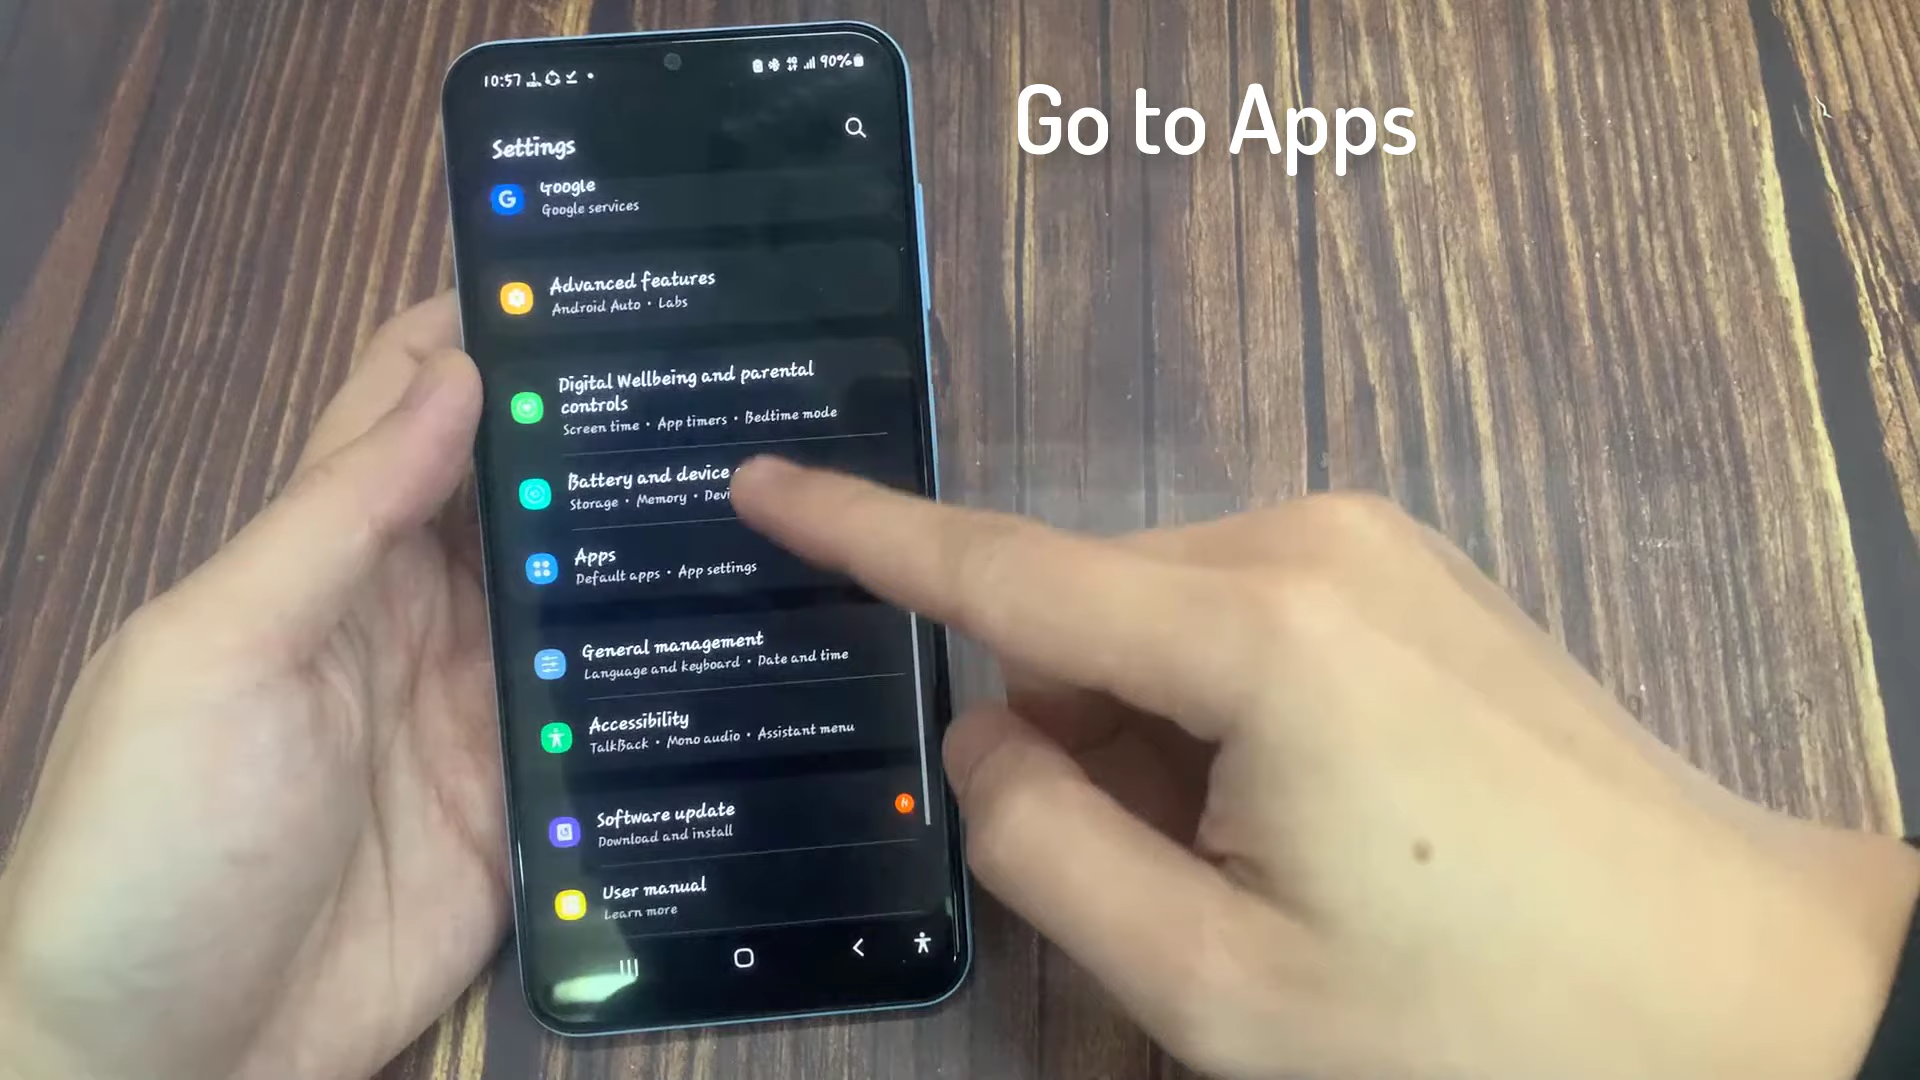 10:57
90%
Go to Apps
Settings
Google
Google services
Advanced features
Android Auto • Labs
Digital Wellbeing and parental
controls
Screen time • App timers • Bedtime mode
Battery and device
Storage • Memory •
Apps
Default apps • App settings
General management
Language and keyboard • Date and time
Accessibility
TalkBack • Mono audio • Assistant menu
Software update
N
Download and install
User manual
Learn more